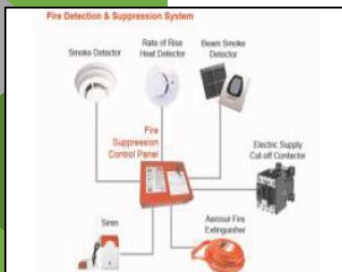 Fire Detection & Suppression System
Smoke Detector
Rate of Rise
Heat Detector
Beam Smoke
Detector
Fire
Suppression
Control Panel
Electric Supply
Cut-off Contector
Siren
Aerosol Fire
Extinguisher